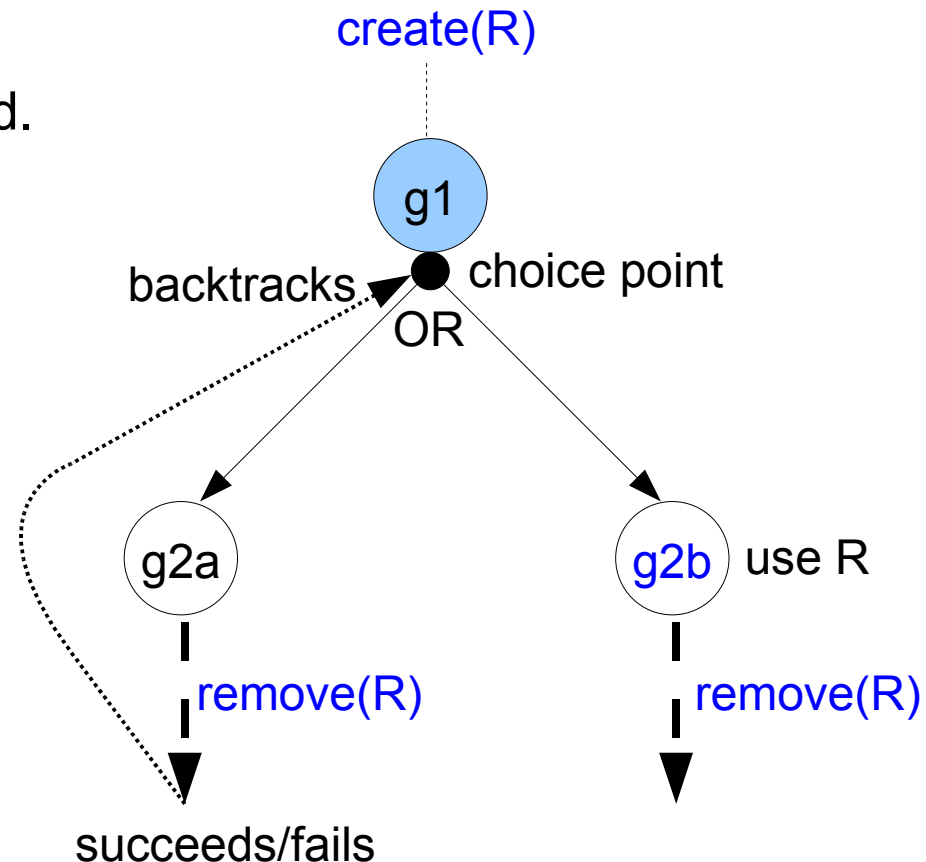 create(R)
d.
g1
backtracks
choice point
OR
g2a
g2b
use R
remove(R)
remove(R)
succeeds/fails